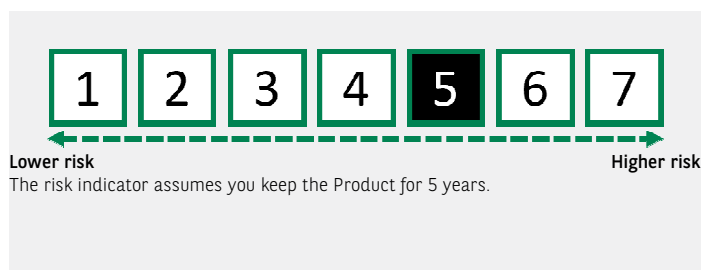 1 2 3 4 5 6 7
Lower risk Higher risk
The risk indicator assumes you keep the Product for 5 years.